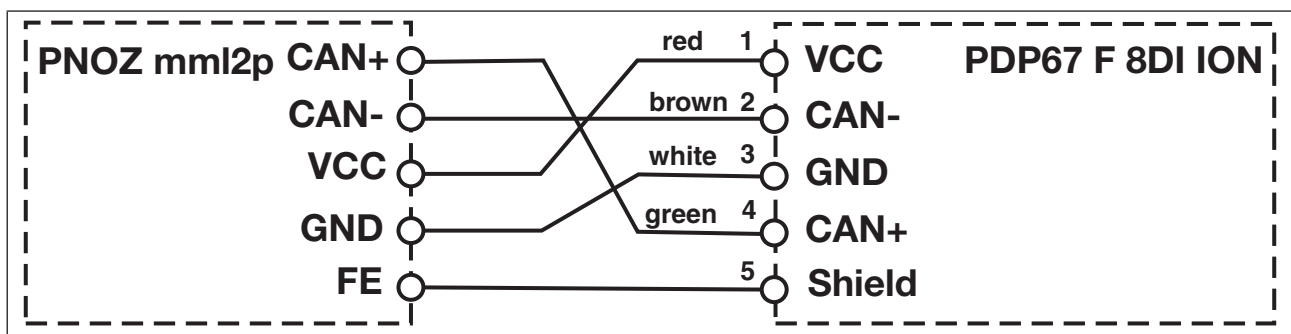 PNOZ mml2p CAN+ red 1 VCC PDP67 F 8DI ION
CAN- brown 2 CAN-
VCC white 3 GND
GND green 4 CAN+
FE 5 Shield